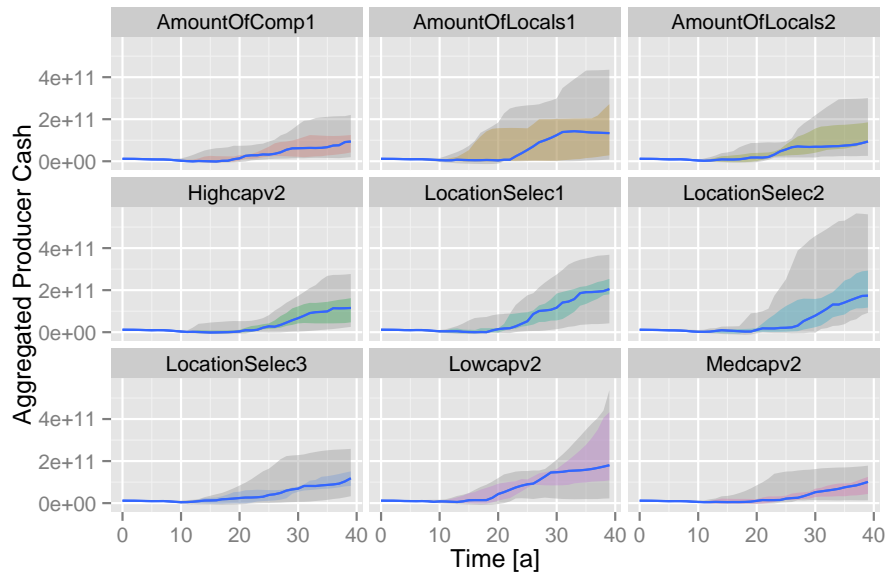 AmountOfComp1 AmountOfLocals1 AmountOfLocals2
4e+11
2e+11
0e+00
Highcapv2 LocationSelec1 LocationSelec2
4e+11
2e+11
0e+00
LocationSelec3 Lowcapv2 Medcapv2
4e+11
2e+11
0e+00
0 10 20 30 40 0 10 20 30 40 0 10 20 30 40
Time [a]
Aggregated Producer Cash